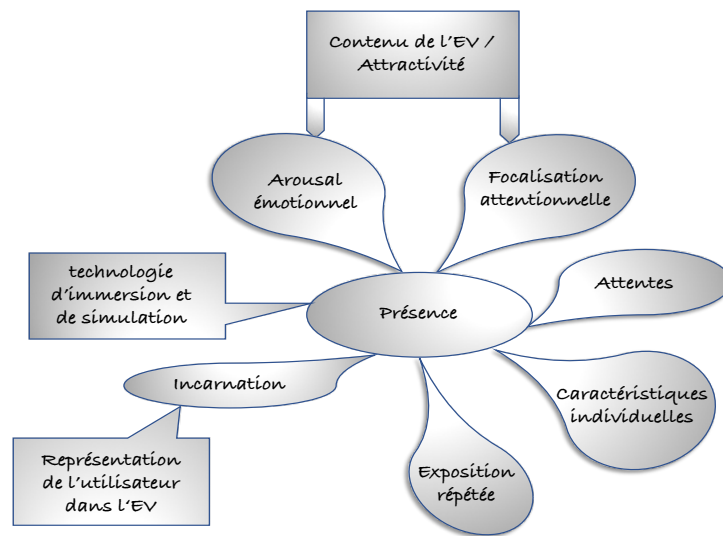 Contenu de l'EV /
Attractivité
Arousal
émotionnel
Focalisation
attentionnelle
technologie
d'immersion et
de simulation
Présence
Attentes
Incarnation
Caractéristiques
individuelles
Représentation
de l'utilisateur
dans l'EV
Exposition
répétée